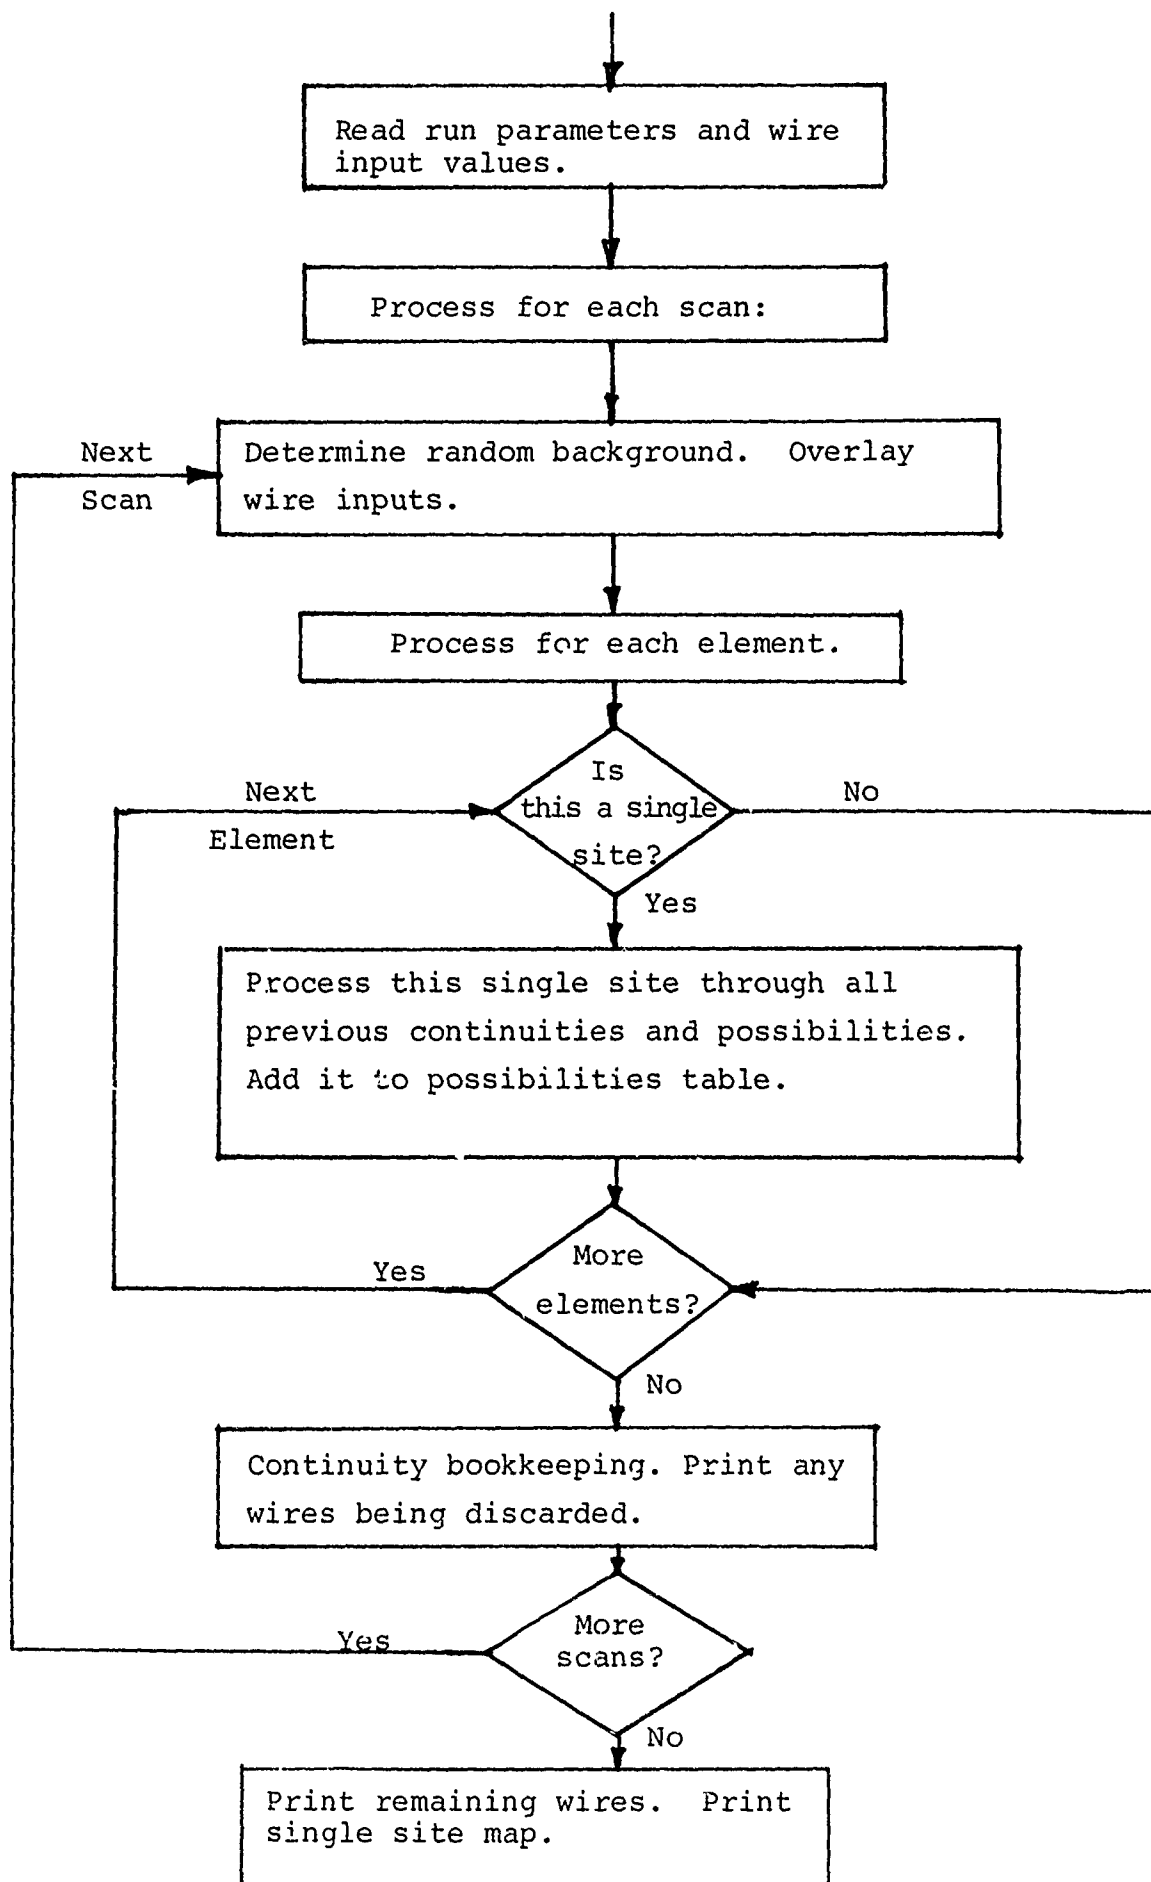 Read run parameters and wire
input values.
Process for each scan:
Next
Scan
Determine random background. Overlay
wire inputs.
Process for each element.
Is
this a single
site?
Next
Element
No
Yes
Process this single site through all
previous continuities and possibilities.
Add it to possibilities table.
More
elements?
Yes
No
Continuity bookkeeping. Print any
wires being discarded.
More
scans?
Yes
No
Print remaining wires. Print
single site map.